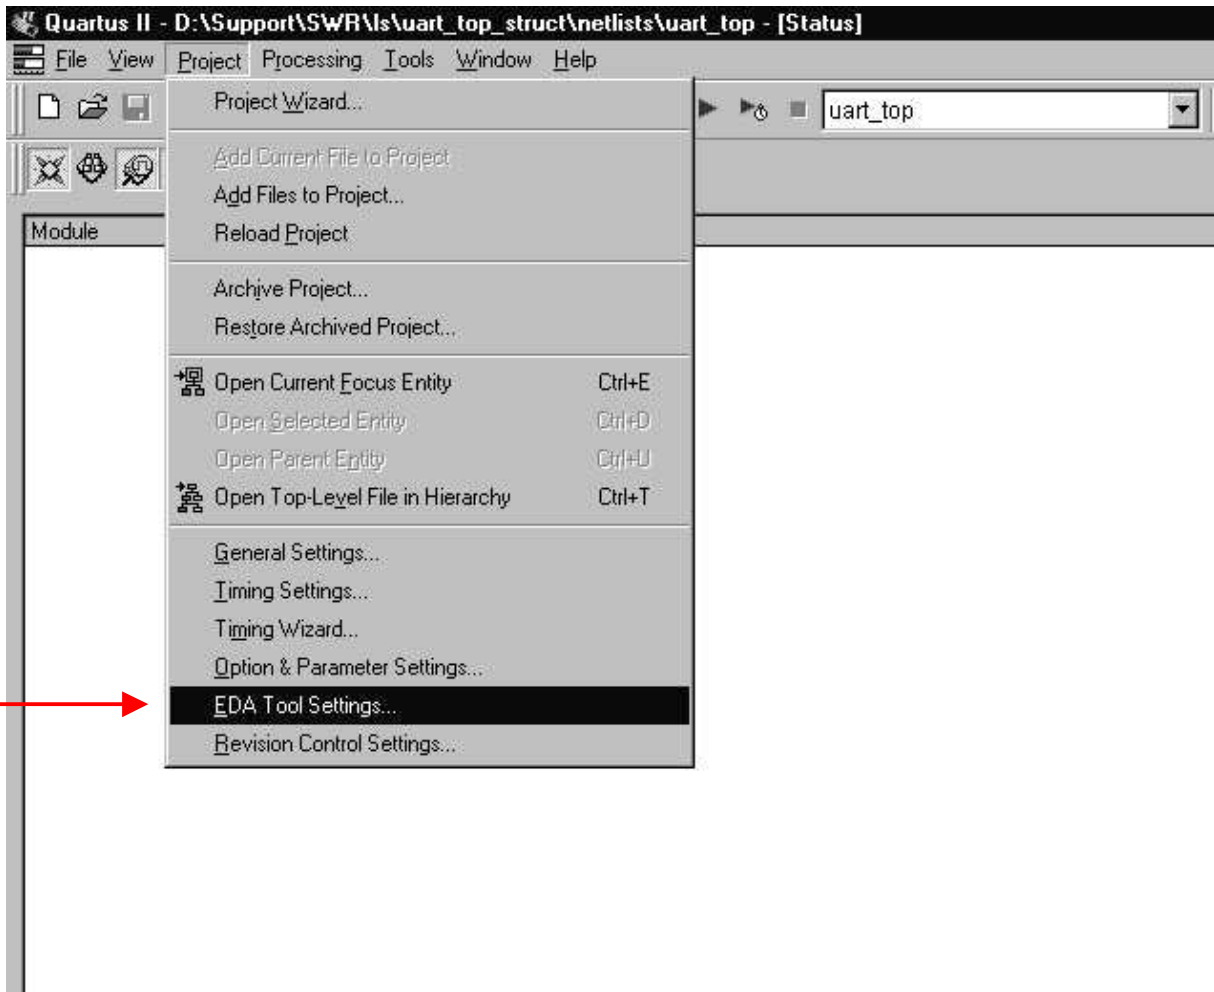 Quartus II - D:\Support\SWR\ls\uart_top_struct\netlists\uart_top - [Status]
File View Project Processing Tools Window Help
Project Wizard...
uart_top
Add Current File to Project
Add Files to Project...
Module
Reload Project
Archive Project...
Restore Archived Project...
Open Current Focus Entity Ctrl+E
Open Selected Entity Ctrl+D
Open Parent Entity Ctrl+U
Open Top-Level File in Hierarchy Ctrl+T
General Settings...
Timing Settings...
Timing Wizard...
Option & Parameter Settings...
EDA Tool Settings...
Revision Control Settings...